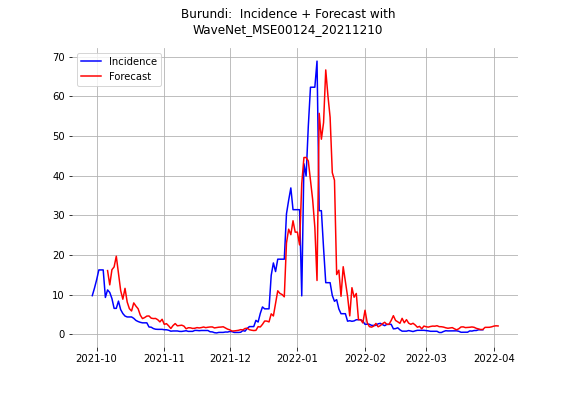 Burundi:  Incidence + Forecast with
WaveNet_MSE00124_20211210
Incidence
Forecast
70
60
50
40
30
20
10
0
2021-10 2021-11 2021-12 2022-01 2022-02 2022-03 2022-04